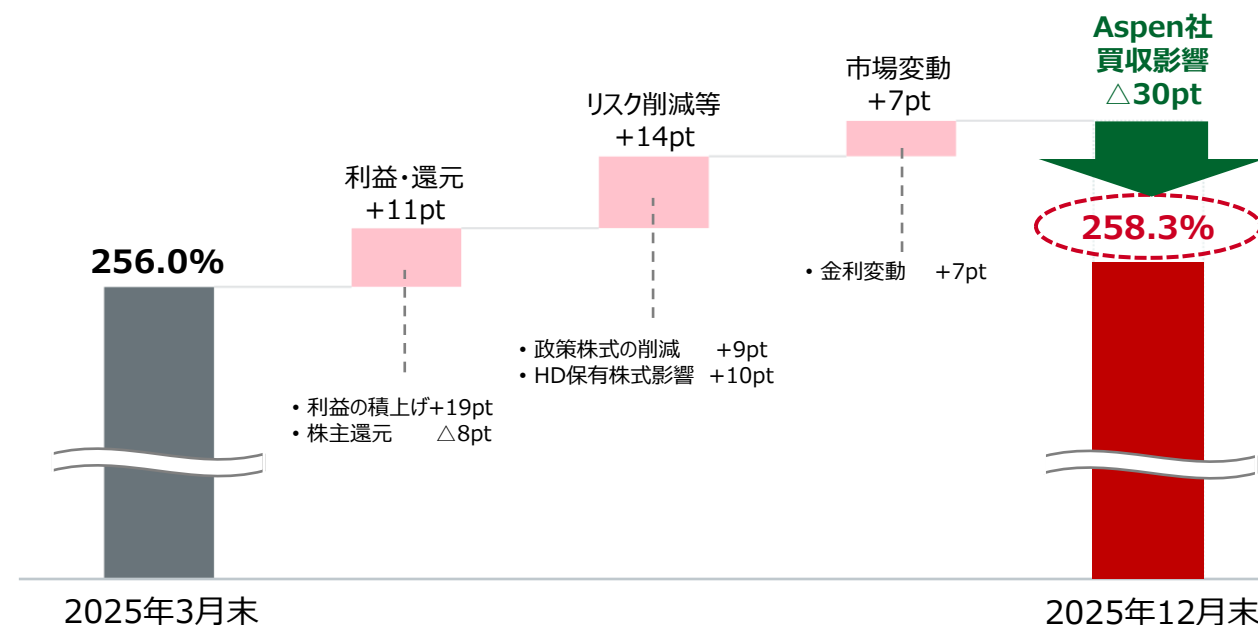 Aspen社
買収影響
△30pt
市場変動
+7pt
リスク削減等
+14pt
利益・還元
+11pt
256.0%
258.3%
• 金利変動 +7pt
• 政策株式の削減 +9pt
• HD保有株式影響 +10pt
• 利益の積上げ+19pt
• 株主還元 △8pt
2025年3月末
2025年12月末